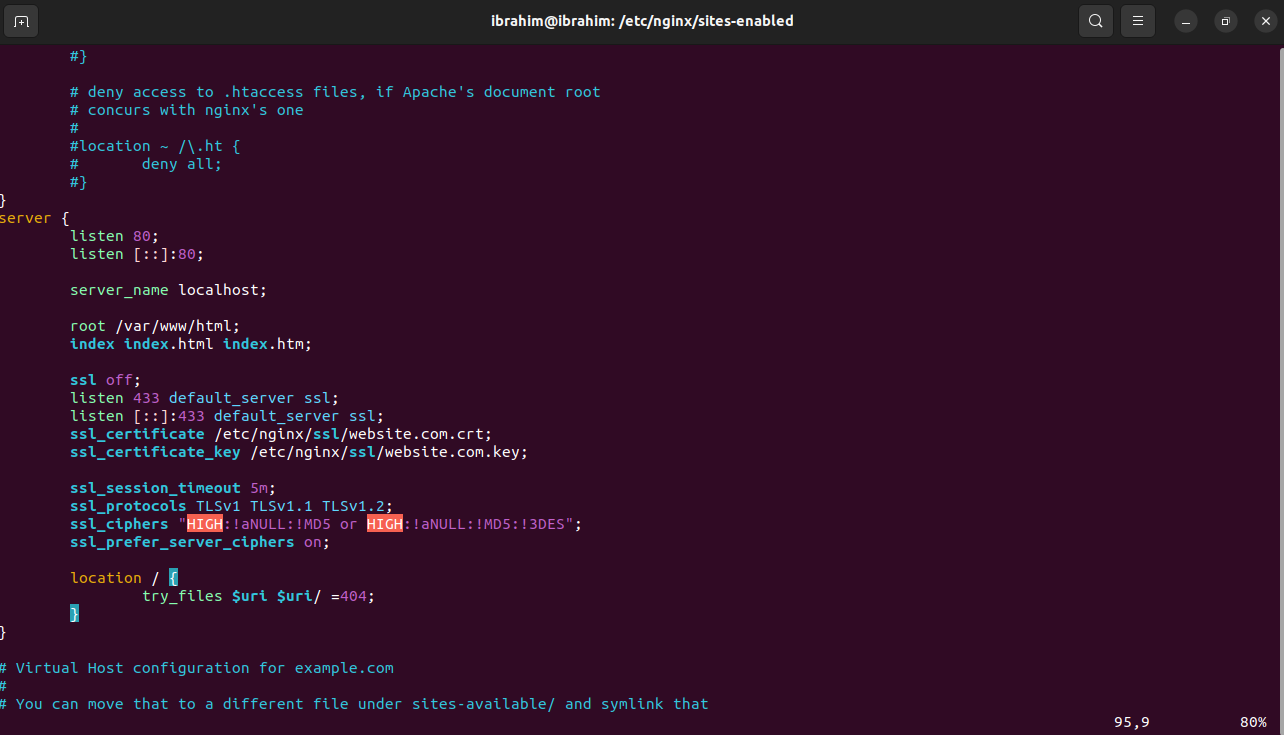 ibrahim@ibrahim: /etc/nginx/sites-enabled
#}
# deny access to .htaccess files, if Apache's document root
# concurs with nginx's one
#
#location ~ /\.ht {
#       deny all;
#}
}
server {
listen 80;
listen [::]:80;
server_name localhost;
root /var/www/html;
index index.html index.htm;
ssl off;
listen 433 default_server ssl;
listen [::]:433 default_server ssl;
ssl_certificate /etc/nginx/ssl/website.com.crt;
ssl_certificate_key /etc/nginx/ssl/website.com.key;
ssl_session_timeout 5m;
ssl_protocols TLSv1 TLSv1.1 TLSv1.2;
ssl_ciphers "HIGH:!aNULL:!MD5 or HIGH:!aNULL:!MD5:!3DES";
ssl_prefer_server_ciphers on;
location / {
try_files $uri $uri/ =404;
}
}
# Virtual Host configuration for example.com
#
# You can move that to a different file under sites-available/ and symlink that
95,9 80%